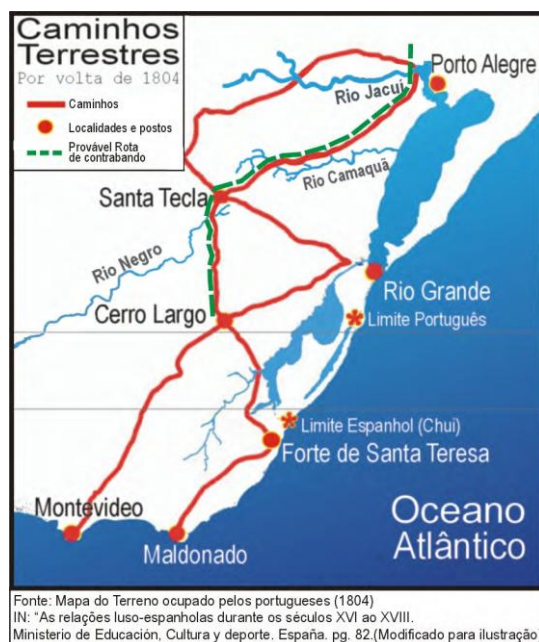 Caminhos
Terrestres
Por volta de 1804
Caminhos
Localidades e postos
Provável Rota
de contrabando
Porto Alegre
Rio Jacuí
Rio Camaquã
Santa Tecla
Rio Negro
Rio Grande
Cerro Largo
Limite Português
Limite Espanhol (Chui)
Forte de Santa Teresa
Montevideo
Maldonado
Oceano
Atlântico
Fonte: Mapa do Terreno ocupado pelos portugueses (1804)
IN: "As relações luso-espanholas durante os séculos XVI ao XVIII.
Ministerio de Educación, Cultura y deporte. España. pg. 82.(Modificado para ilustração